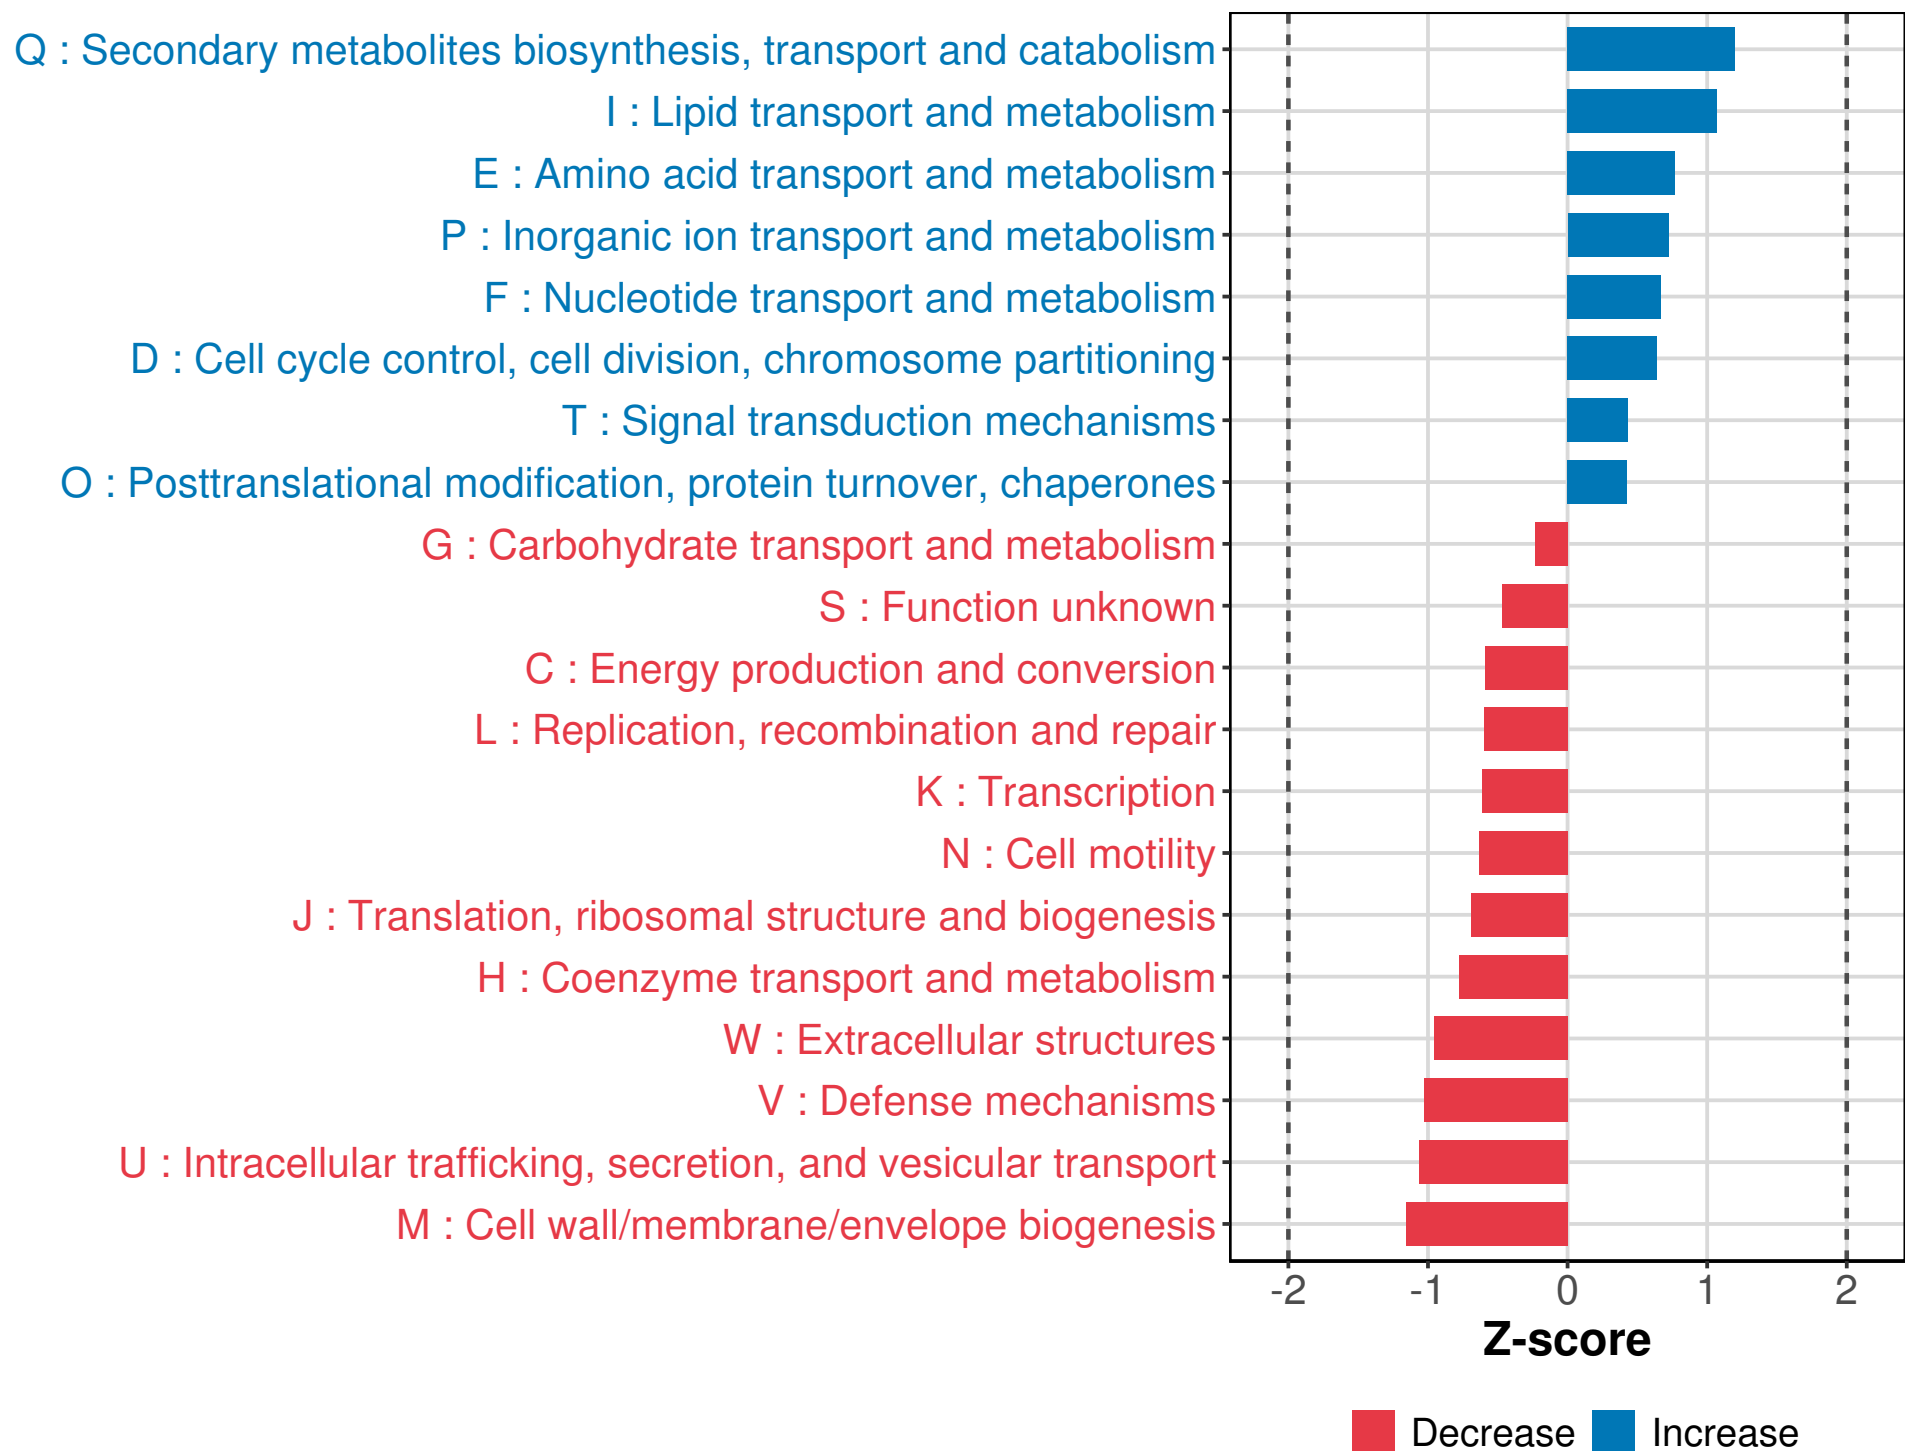 Q : Secondary metabolites biosynthesis, transport and catabolism
I : Lipid transport and metabolism
E : Amino acid transport and metabolism
P : Inorganic ion transport and metabolism
F : Nucleotide transport and metabolism
D : Cell cycle control, cell division, chromosome partitioning
T : Signal transduction mechanisms
O : Posttranslational modification, protein turnover, chaperones
G : Carbohydrate transport and metabolism
S : Function unknown
C : Energy production and conversion
L : Replication, recombination and repair
K : Transcription
N : Cell motility
J : Translation, ribosomal structure and biogenesis
H : Coenzyme transport and metabolism
W : Extracellular structures
V : Defense mechanisms
U : Intracellular trafficking, secretion, and vesicular transport
M : Cell wall/membrane/envelope biogenesis
-2 -1 0 1 2
Z-score
Decrease Increase